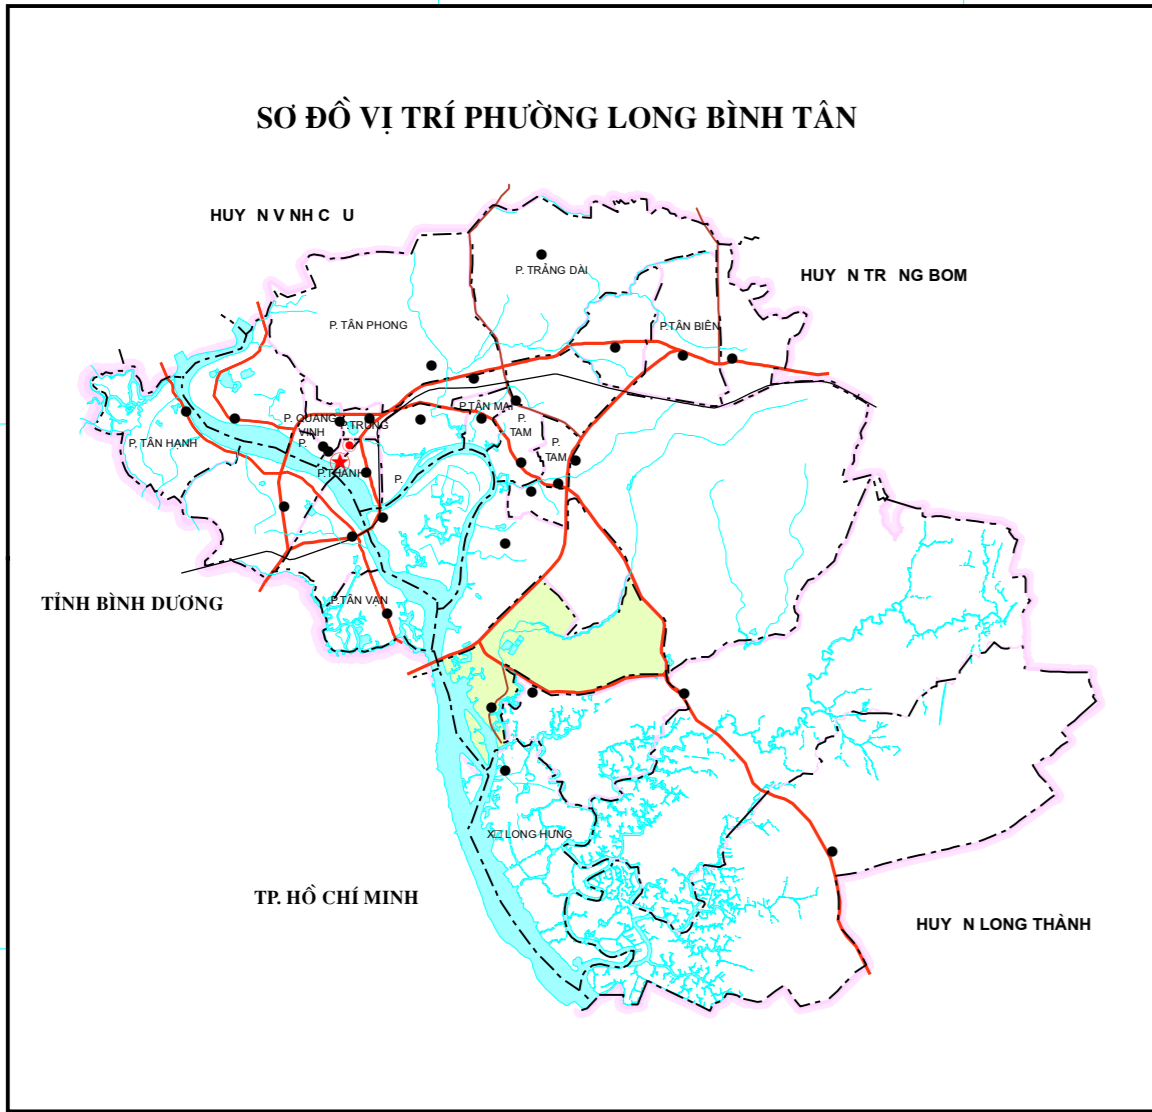 SƠ ĐỒ VỊ TRÍ PHƯỜNG LONG BÌNH TÂN
HUY N V NH C U
P. TRẢNG DÀI
HUY N TR NG BOM
P. TÂN PHONG
P.TÂN BIÊN
P.TÂN MAI
P. QUANG
VINH
P.TRUNG
P.
TAM
P. TÂN HẠNH
P.
P.
TAM
P.THANH
P.
TỈNH BÌNH DƯƠNG
P.TÂN VẠN
X□ LONG HƯNG
TP. HỒ CHÍ MINH
HUY N LONG THÀNH